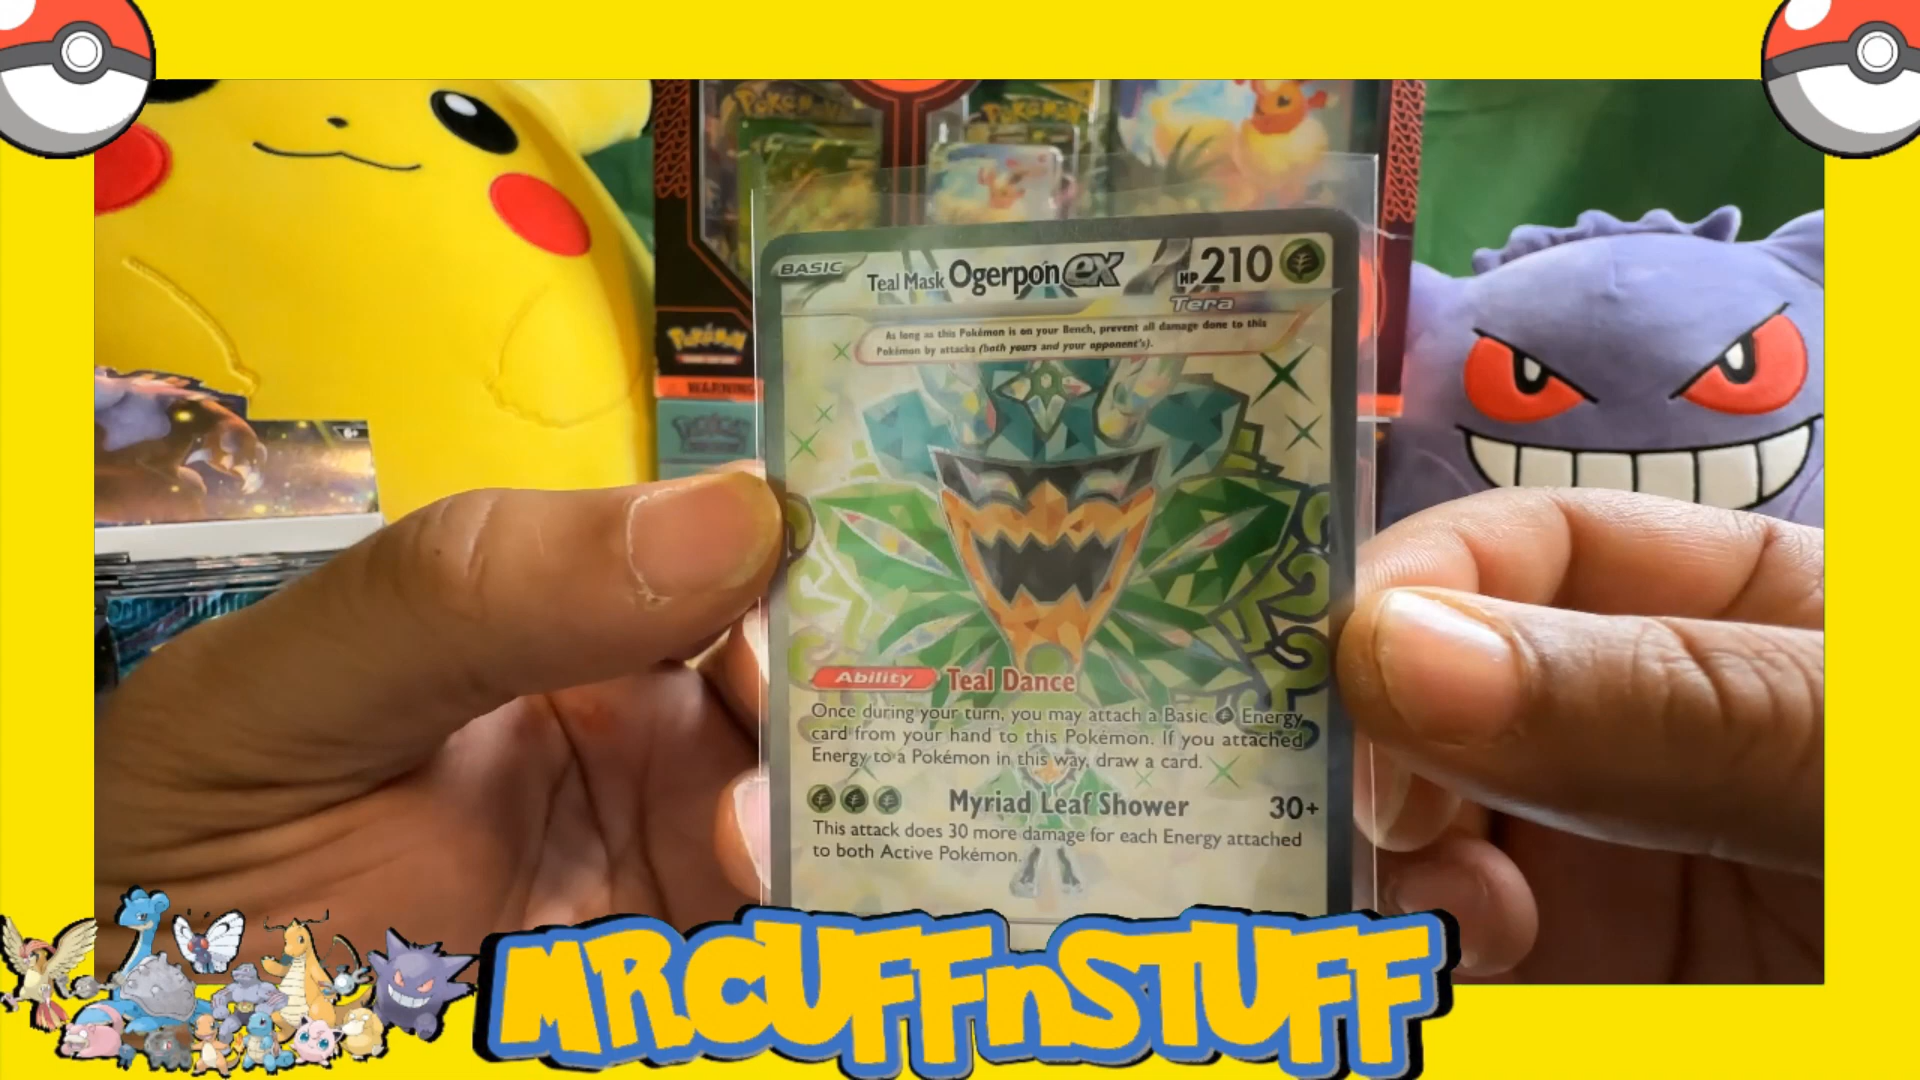 POKéMON
POKéMON
BASIC
Teal Mask Ogerpon ex
HP 210
Tera
As long as this Pokémon is on your Bench, prevent all damage done to this
Pokémon by attacks (both yours and your opponent's).
Pokémon
WARNING
Ability Teal Dance
Once during your turn, you may attach a Basic Energy
card from your hand to this Pokémon. If you attached
Energy to a Pokémon in this way, draw a card.
Myriad Leaf Shower 30+
This attack does 30 more damage for each Energy attached
to both Active Pokémon.
MRCUFFnSTUFF